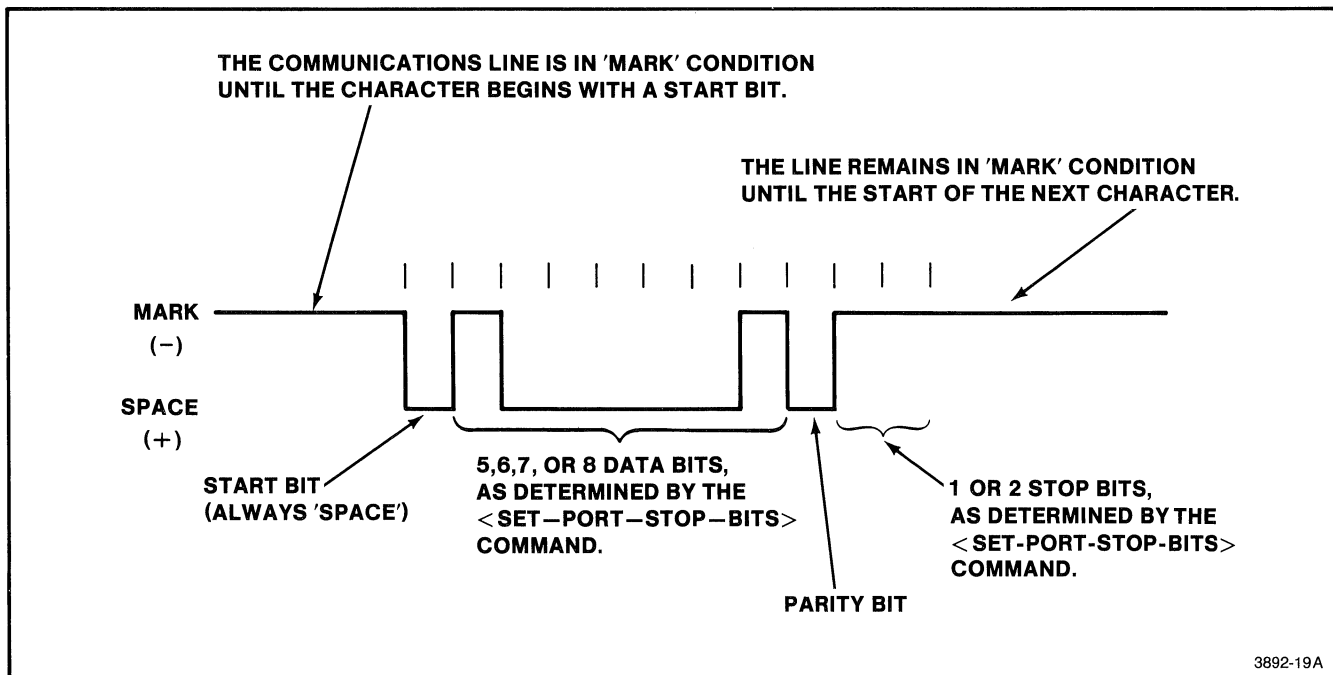 THE COMMUNICATIONS LINE IS IN 'MARK' CONDITION
UNTIL THE CHARACTER BEGINS WITH A START BIT.
THE LINE REMAINS IN 'MARK' CONDITION
UNTIL THE START OF THE NEXT CHARACTER.
MARK
(−)
SPACE
(+)
START BIT
(ALWAYS 'SPACE')
5,6,7, OR 8 DATA BITS,
AS DETERMINED BY THE
<SET—PORT—STOP—BITS>
COMMAND.
1 OR 2 STOP BITS,
AS DETERMINED BY THE
<SET-PORT-STOP-BITS>
COMMAND.
PARITY BIT
3892-19A